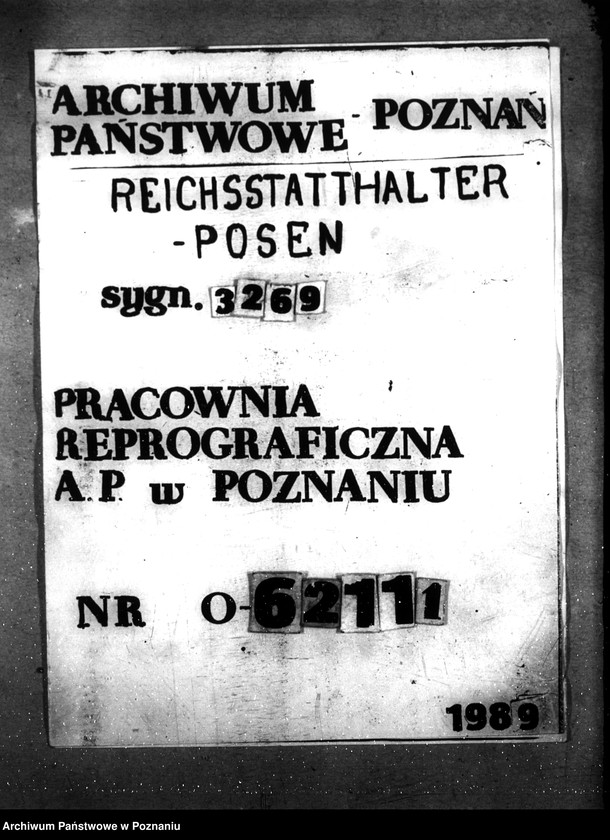 ARCHIWUM
PAŃSTWOWE - POZNAŃ
REICHSSTATTHALTER
-POSEN
sygn. 3269
PRACOWNIA
REPROGRAFICZNA
A.P. w POZNANIU
NR O-62111
1989
Archiwum Państwowe w Poznaniu